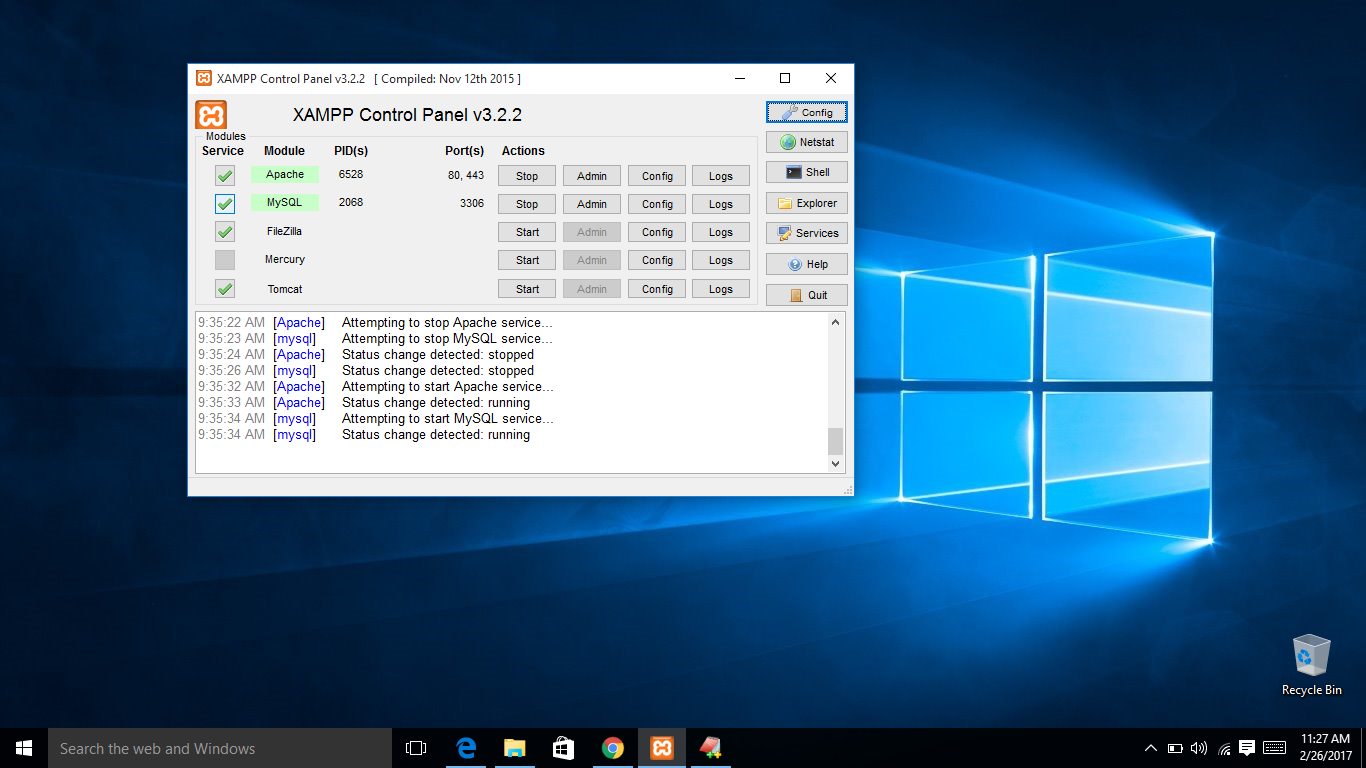 XAMPP Control Panel v3.2.2 [ Compiled: Nov 12th 2015 ]
XAMPP Control Panel v3.2.2
Config
Modules
Service Module PID(s) Port(s) Actions
Netstat
Apache 6528 80, 443 Stop Admin Config Logs
Shell
MySQL 2068 3306 Stop Admin Config Logs
Explorer
FileZilla Start Admin Config Logs
Services
Mercury Start Admin Config Logs
Help
Tomcat Start Admin Config Logs
Quit
9:35:22 AM [Apache] Attempting to stop Apache service...
9:35:23 AM [mysql] Attempting to stop MySQL service...
9:35:24 AM [Apache] Status change detected: stopped
9:35:26 AM [mysql] Status change detected: stopped
9:35:32 AM [Apache] Attempting to start Apache service...
9:35:33 AM [Apache] Status change detected: running
9:35:34 AM [mysql] Attempting to start MySQL service...
9:35:34 AM [mysql] Status change detected: running
Recycle Bin
Search the web and Windows
11:27 AM
2/26/2017